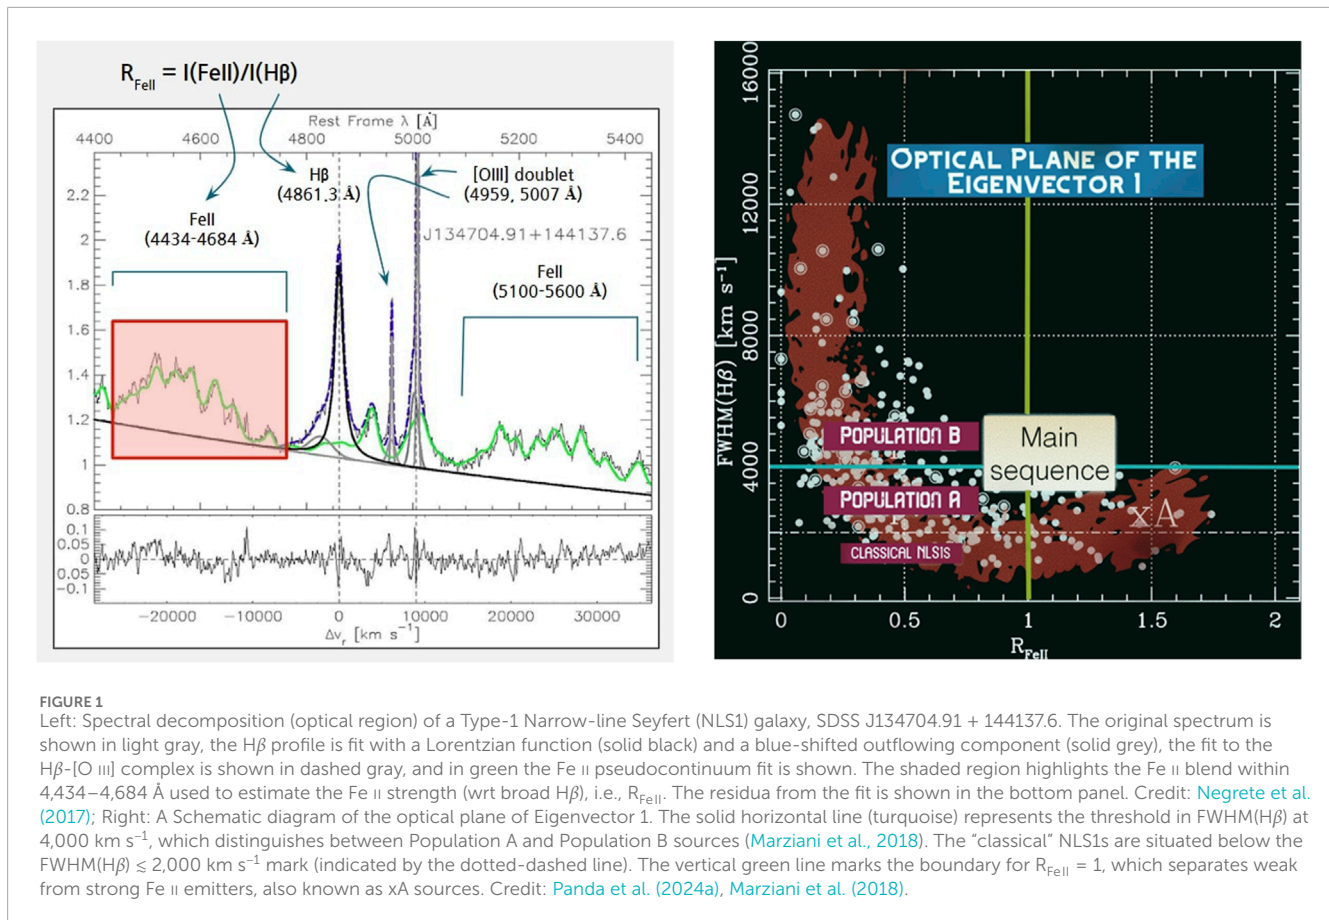 R_FeII = I(FeII)/I(Hβ)
Rest Frame λ [Å]
4400 4600 4800 5000 5200 5400
Hβ
(4861.3 Å)
[OIII] doublet
(4959, 5007 Å)
FeII
(4434-4684 Å)
J134704.91+144137.6
FeII
(5100-5600 Å)
2.2
2
1.8
1.6
1.4
1.2
1
0.8
0.1
0.05
0
0.05
-0.1
-20000 -10000 0 10000 20000 30000
Δv_r [km s⁻¹]
OPTICAL PLANE OF THE
EIGENVECTOR 1
FWHM(Hβ) [km s⁻¹]
16000
12000
8000
4000
0
POPULATION B
Main
sequence
POPULATION A
xA
CLASSICAL NLS1S
0 0.5 1 1.5 2
R_FeII
FIGURE 1
Left: Spectral decomposition (optical region) of a Type-1 Narrow-line Seyfert (NLS1) galaxy, SDSS J134704.91 + 144137.6. The original spectrum is
shown in light gray, the Hβ profile is fit with a Lorentzian function (solid black) and a blue-shifted outflowing component (solid grey), the fit to the
Hβ-[O III] complex is shown in dashed gray, and in green the Fe II pseudocontinuum fit is shown. The shaded region highlights the Fe II blend within
4,434–4,684 Å used to estimate the Fe II strength (wrt broad Hβ), i.e., R_FeII. The residua from the fit is shown in the bottom panel. Credit: Negrete et al.
(2017); Right: A Schematic diagram of the optical plane of Eigenvector 1. The solid horizontal line (turquoise) represents the threshold in FWHM(Hβ) at
4,000 km s⁻¹, which distinguishes between Population A and Population B sources (Marziani et al., 2018). The “classical” NLS1s are situated below the
FWHM(Hβ) ≲ 2,000 km s⁻¹ mark (indicated by the dotted-dashed line). The vertical green line marks the boundary for R_FeII = 1, which separates weak
from strong Fe II emitters, also known as xA sources. Credit: Panda et al. (2024a), Marziani et al. (2018).